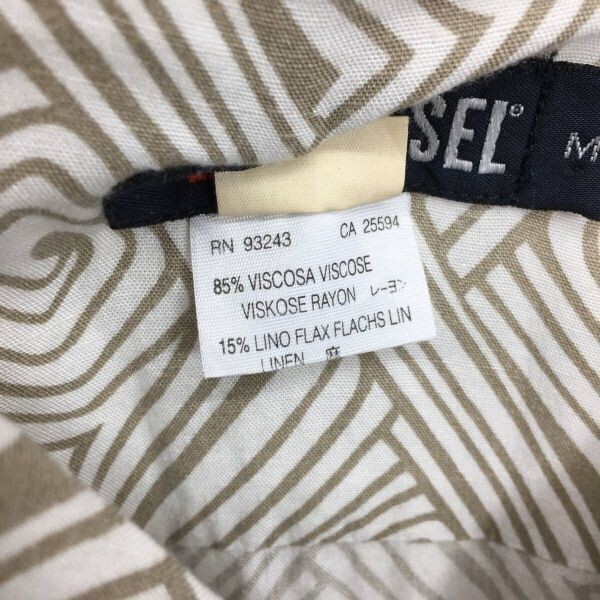 SEL®
M
RN 93243 CA 25594
85% VISCOSA VISCOSE
VISKOSE RAYON レーヨン
15% LINO FLAX FLACHS LIN
LINEN 麻